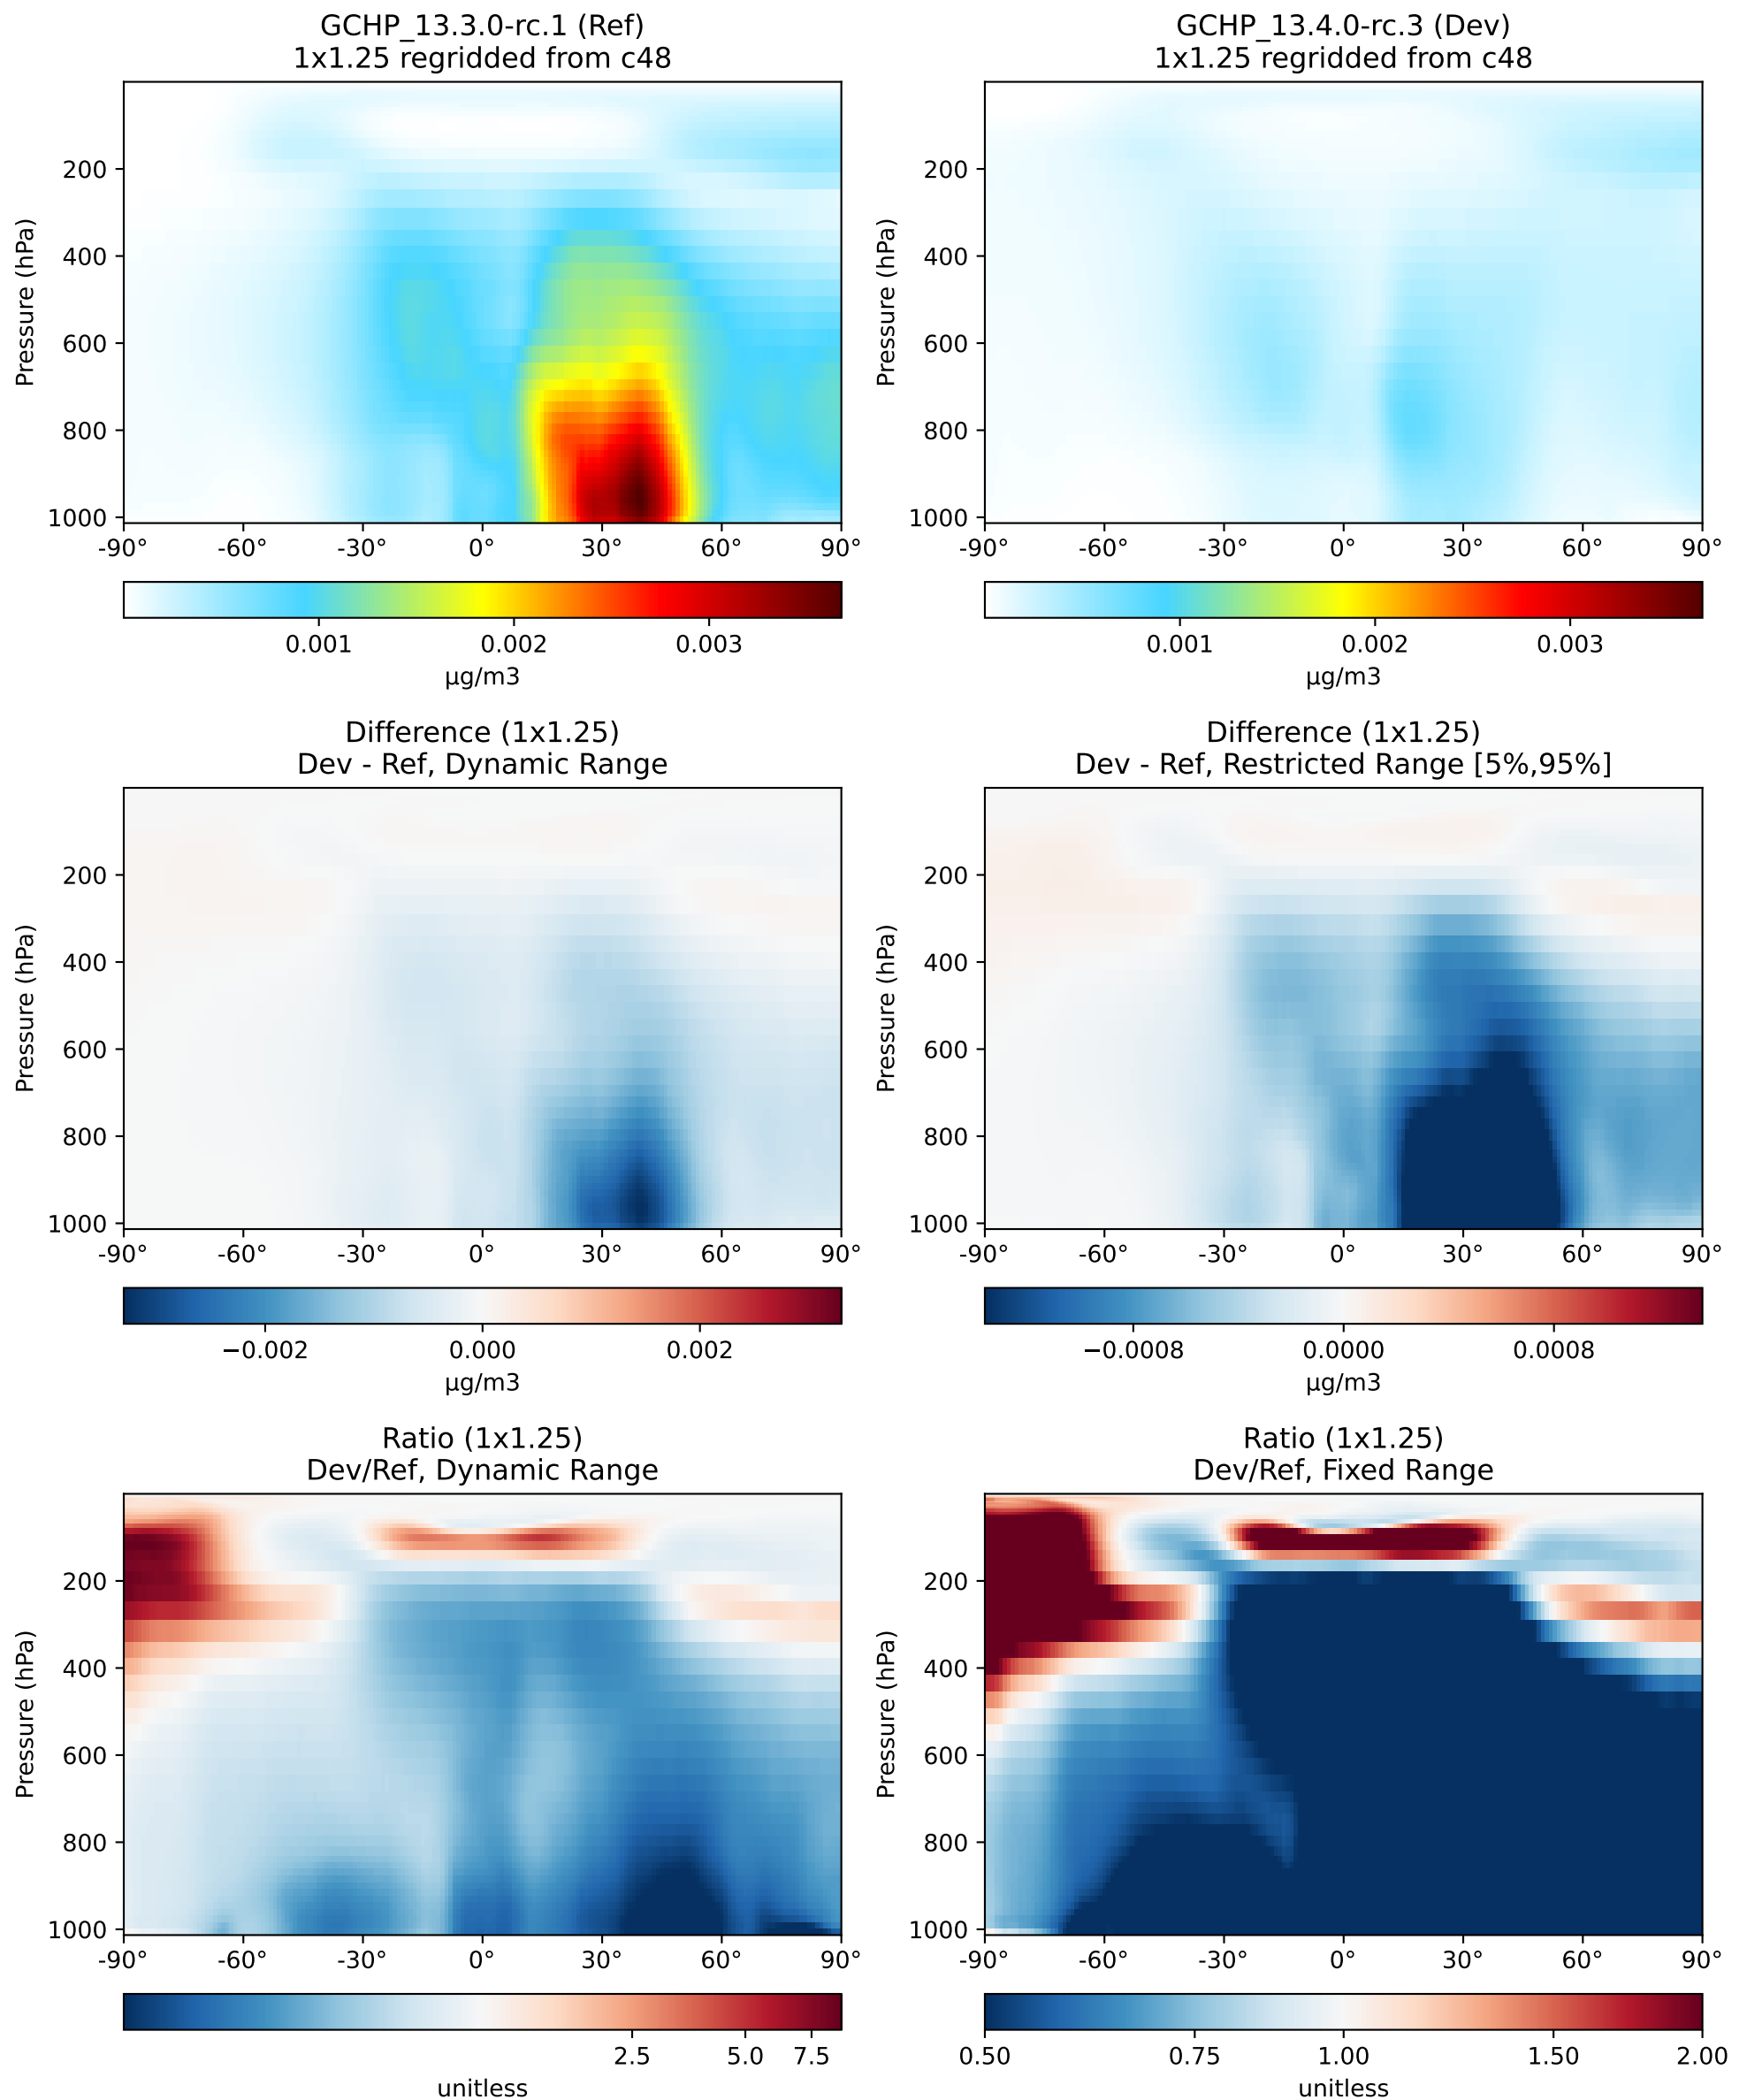 GCHP_13.3.0-rc.1 (Ref)
1x1.25 regridded from c48
GCHP_13.4.0-rc.3 (Dev)
1x1.25 regridded from c48
Pressure (hPa)
200
400
600
800
1000
-90° -60° -30° 0° 30° 60° 90°
0.001 0.002 0.003
µg/m3
Pressure (hPa)
200
400
600
800
1000
-90° -60° -30° 0° 30° 60° 90°
0.001 0.002 0.003
µg/m3
Difference (1x1.25)
Dev - Ref, Dynamic Range
Difference (1x1.25)
Dev - Ref, Restricted Range [5%,95%]
Pressure (hPa)
200
400
600
800
1000
-90° -60° -30° 0° 30° 60° 90°
−0.002 0.000 0.002
µg/m3
Pressure (hPa)
200
400
600
800
1000
-90° -60° -30° 0° 30° 60° 90°
−0.0008 0.0000 0.0008
µg/m3
Ratio (1x1.25)
Dev/Ref, Dynamic Range
Ratio (1x1.25)
Dev/Ref, Fixed Range
Pressure (hPa)
200
400
600
800
1000
-90° -60° -30° 0° 30° 60° 90°
2.5 5.0 7.5
unitless
Pressure (hPa)
200
400
600
800
1000
-90° -60° -30° 0° 30° 60° 90°
0.50 0.75 1.00 1.50 2.00
unitless